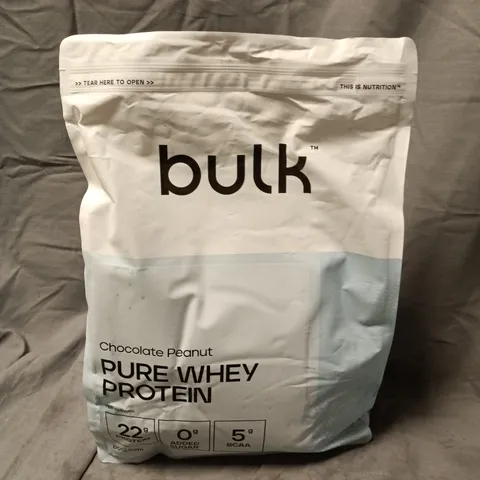 >> TEAR HERE TO OPEN >>
THIS IS NUTRITION™
bulk™
Chocolate Peanut
PURE WHEY
PROTEIN
22g
PROTEIN
0g
ADDED
SUGAR
5g
BCAA